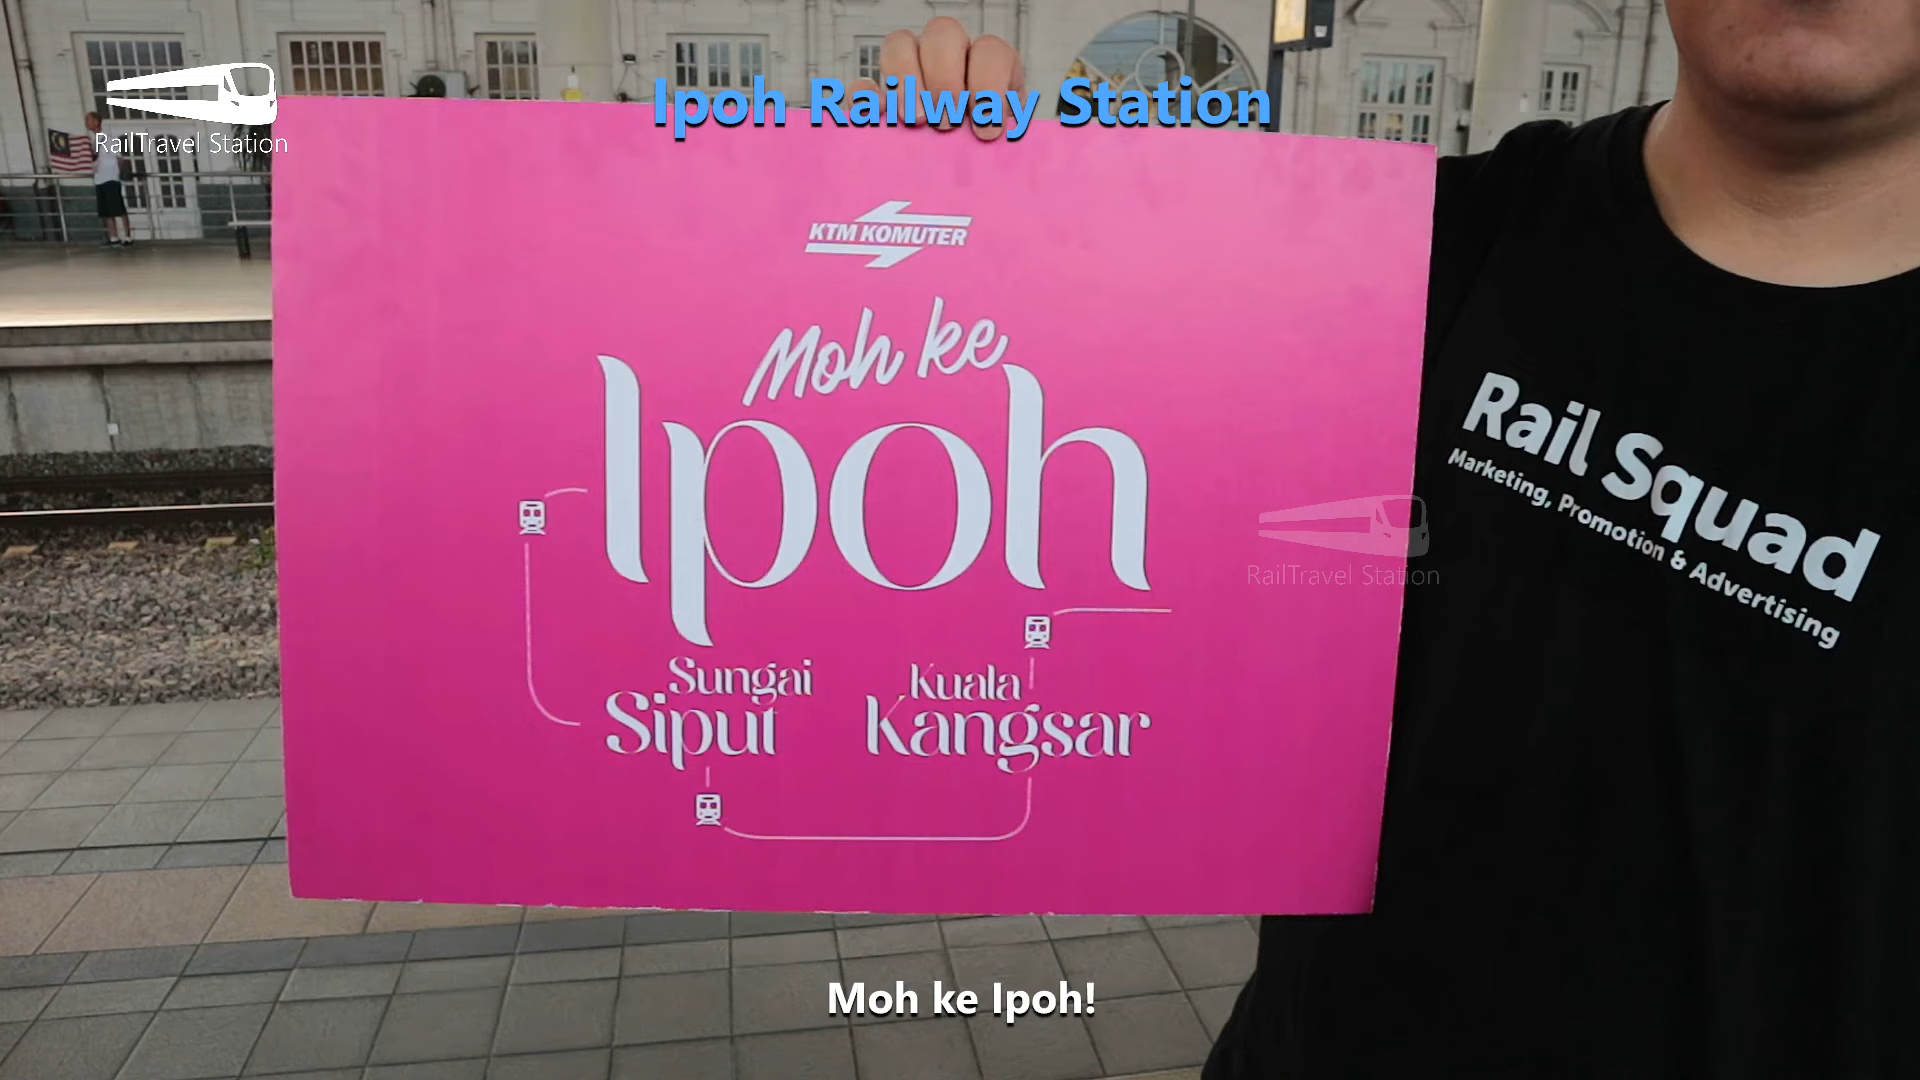 Ipoh Railway Station
RailTravel Station
KTM KOMUTER
Moh ke
Ipoh
Sungai
Siput
Kuala
Kangsar
Rail Squad
Marketing, Promotion & Advertising
RailTravel Station
Moh ke Ipoh!